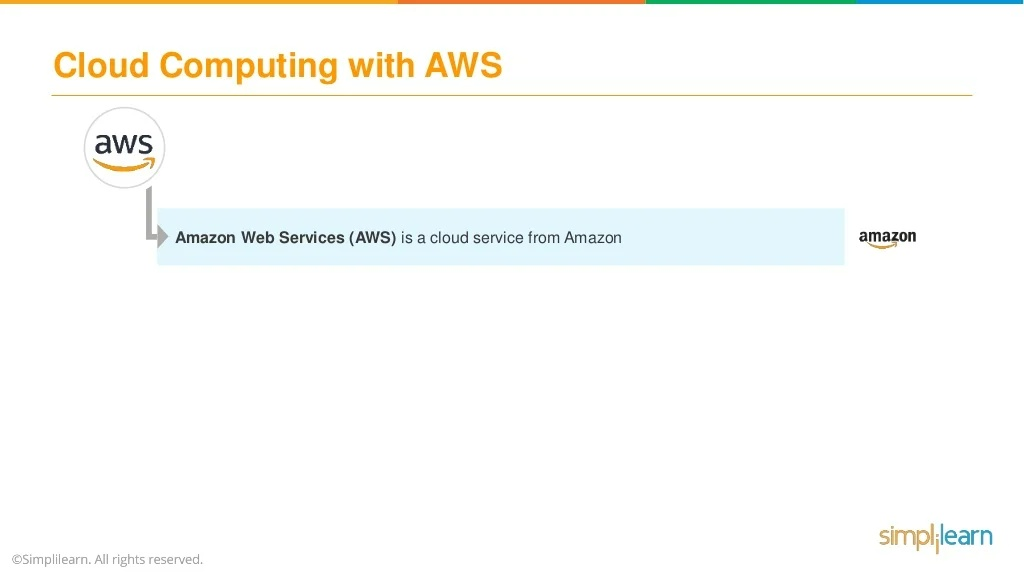 Cloud Computing with AWS
aws
Amazon Web Services (AWS) is a cloud service from Amazon
amazon
simplilearn
©Simplilearn. All rights reserved.